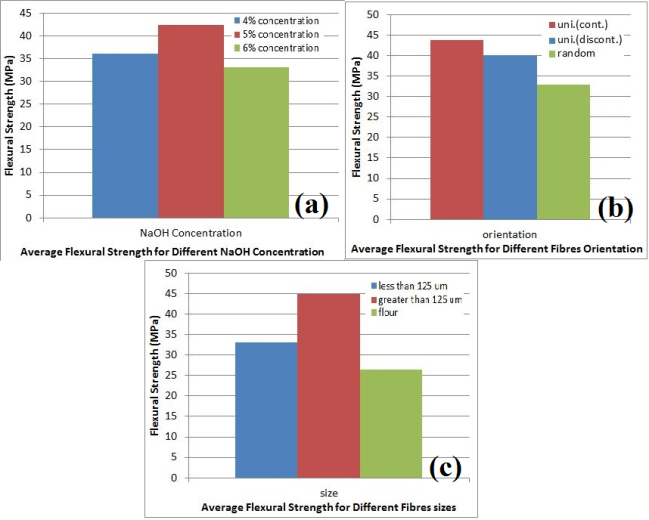 45
40
35
30
25
20
15
10
5
0
Flexural Strength (MPa)
4% concentration
5% concentration
6% concentration
(a)
NaOH Concentration
Average Flexural Strength for Different NaOH Concentration
50
45
40
35
30
25
20
15
10
5
0
Flexural Strength (MPa)
uni.(cont.)
uni.(discont.)
random
(b)
orientation
Average Flexural Strength for Different Fibres Orientation
50
45
40
35
30
25
20
15
10
5
0
Flexural Strength (MPa)
less than 125 um
greater than 125 um
flour
(c)
size
Average Flexural Strength for Different Fibres sizes